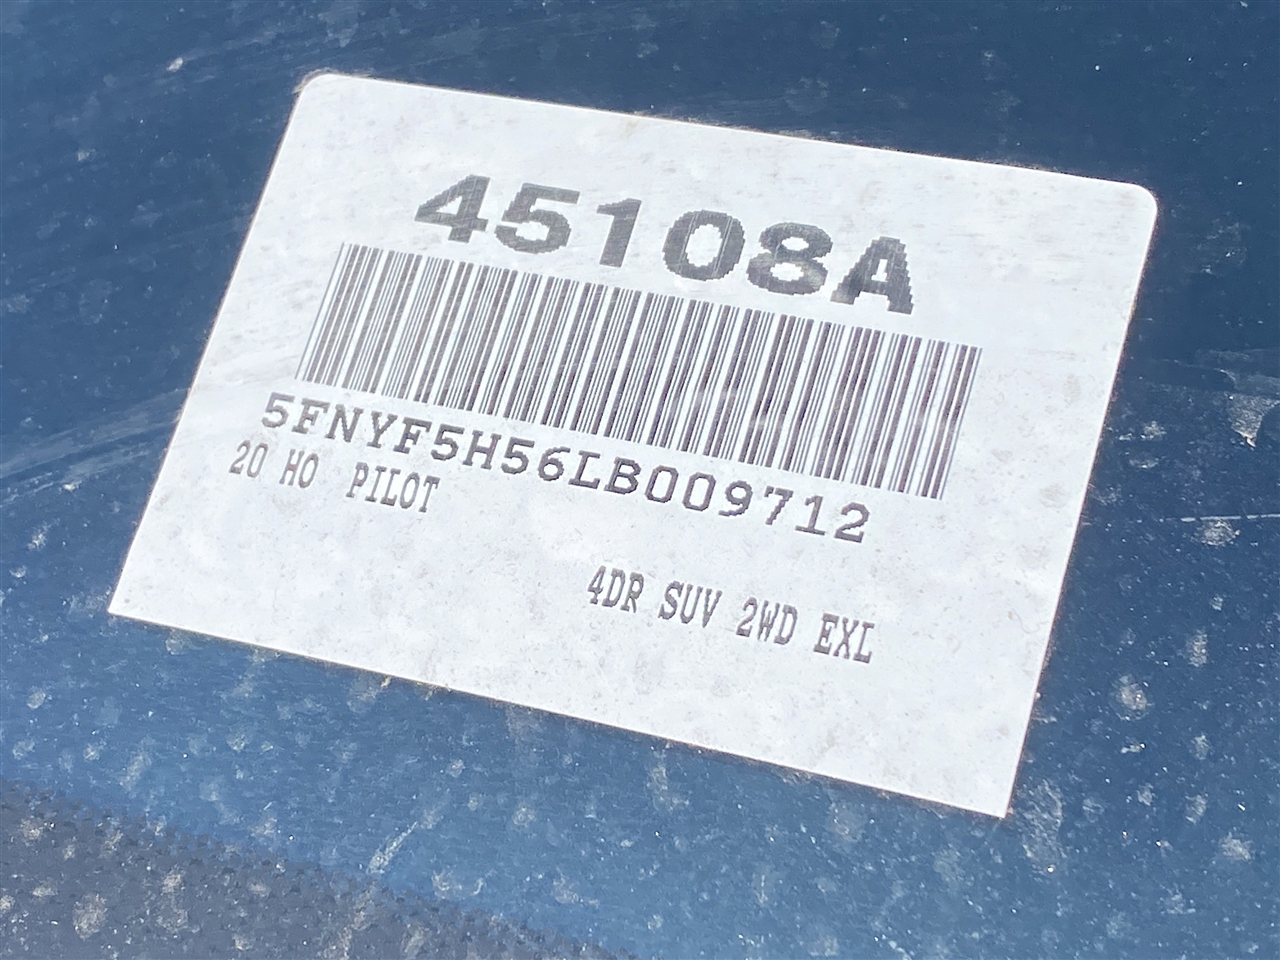 45108A
5FNYF5H56LB009712
20 HO PILOT
4DR SUV 2WD EXL